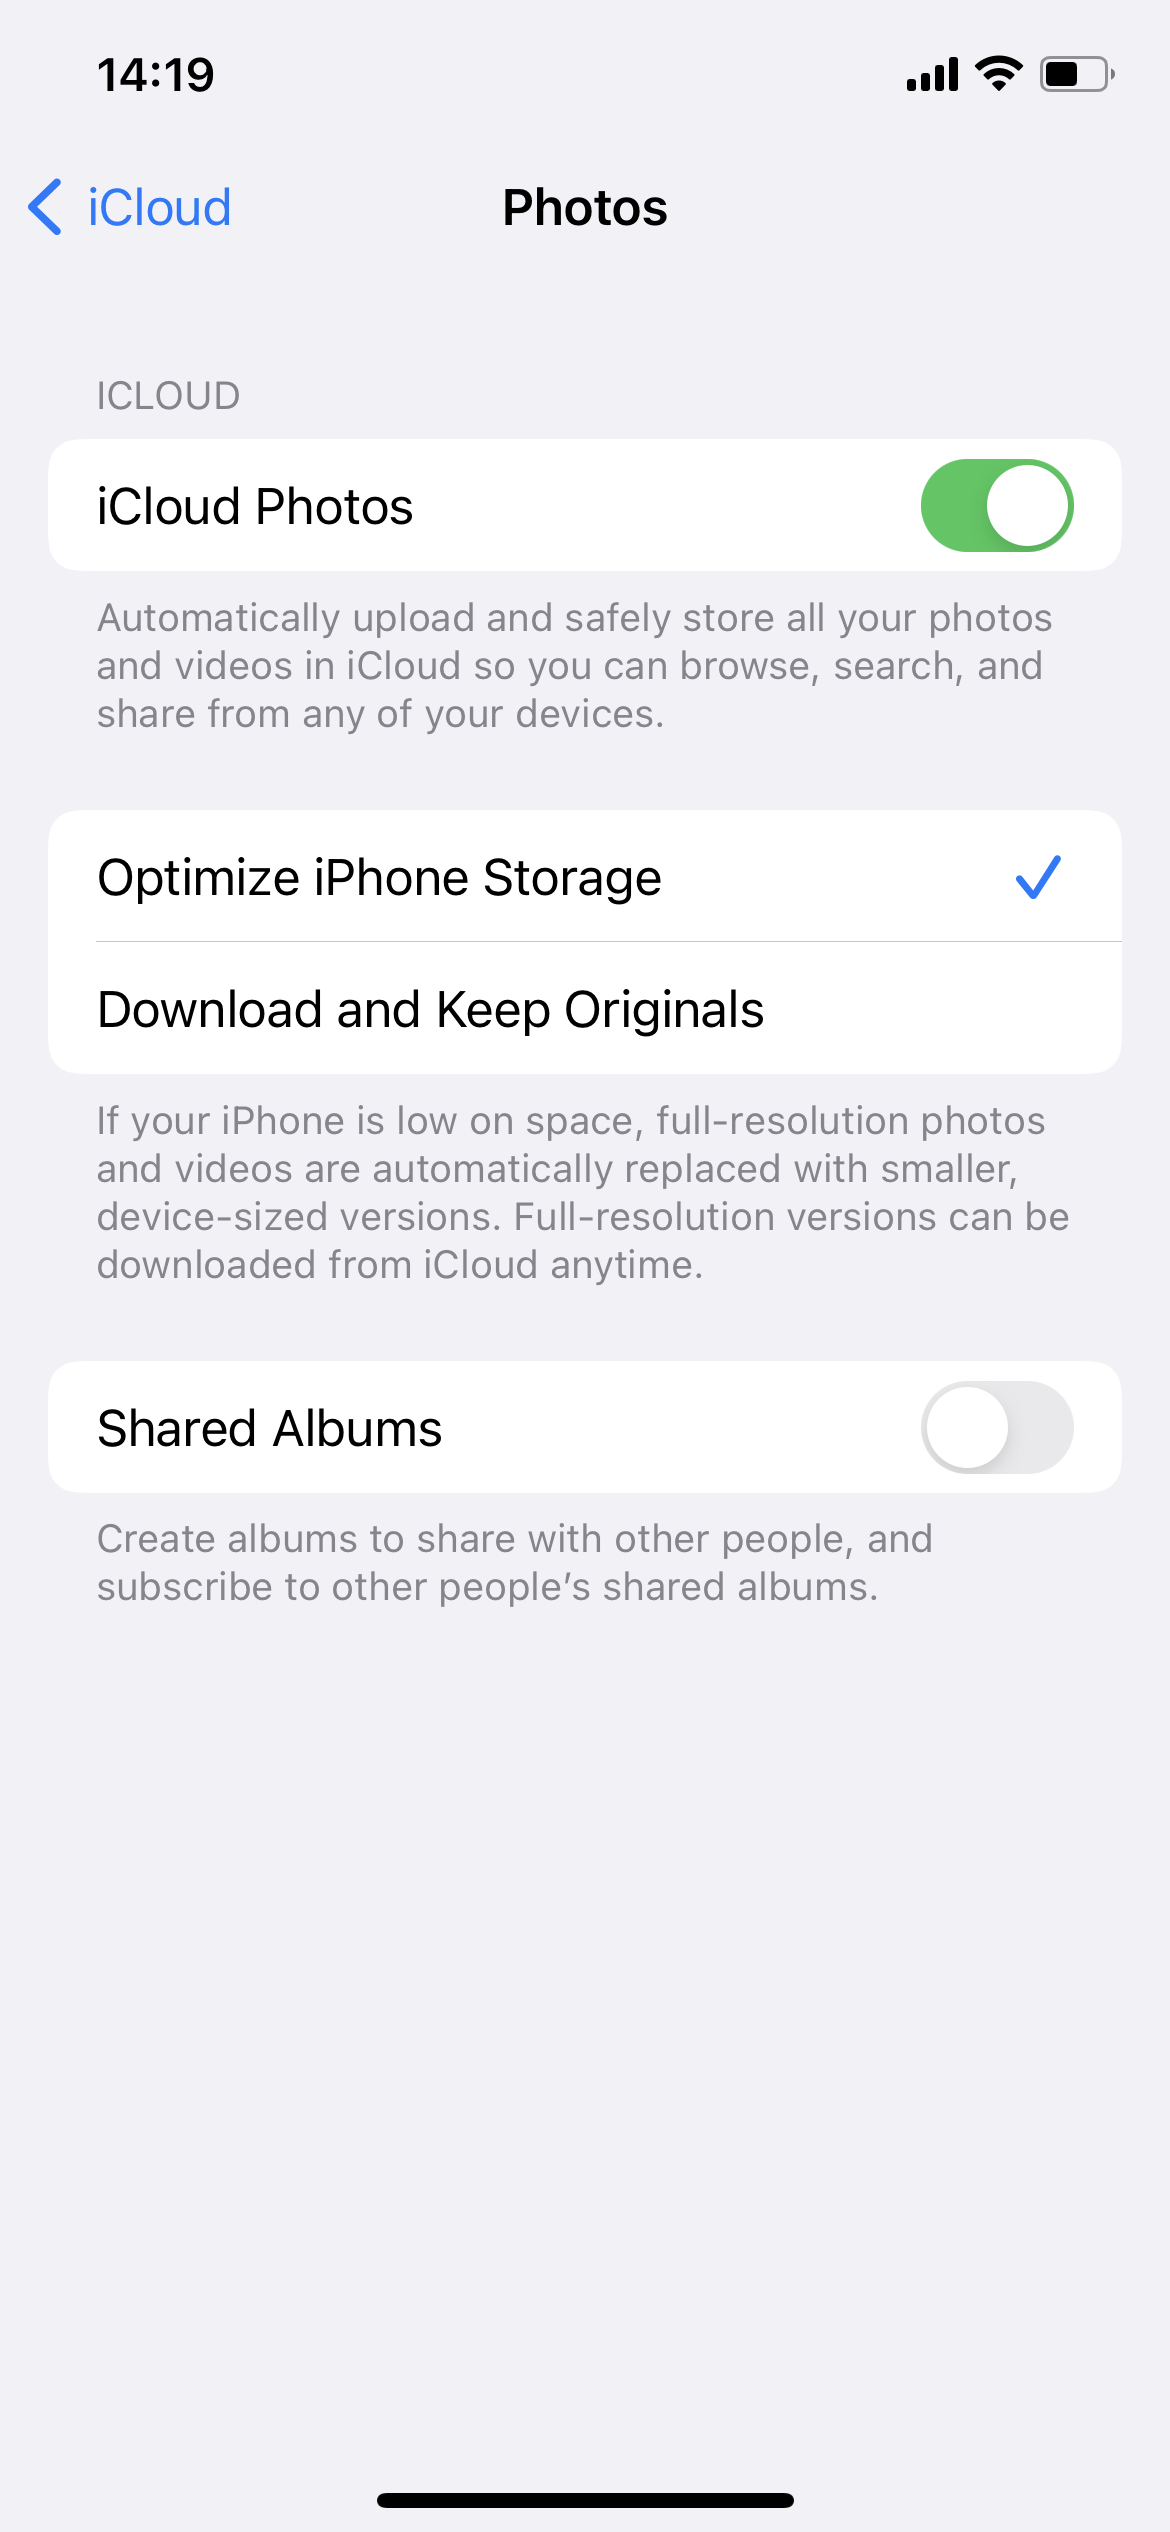 14:19
iCloud
Photos
ICLOUD
iCloud Photos
Automatically upload and safely store all your photos
and videos in iCloud so you can browse, search, and
share from any of your devices.
Optimize iPhone Storage
Download and Keep Originals
If your iPhone is low on space, full-resolution photos
and videos are automatically replaced with smaller,
device-sized versions. Full-resolution versions can be
downloaded from iCloud anytime.
Shared Albums
Create albums to share with other people, and
subscribe to other people’s shared albums.